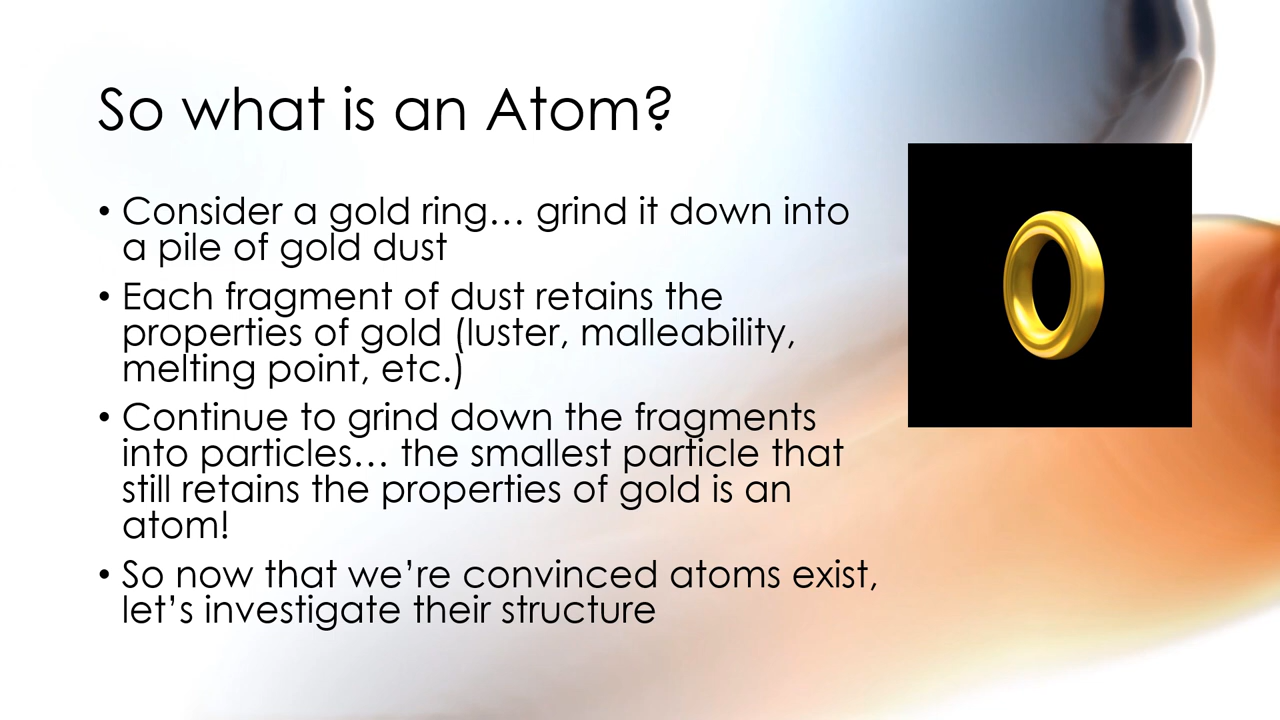 So what is an Atom?
• Consider a gold ring… grind it down into
a pile of gold dust
• Each fragment of dust retains the
properties of gold (luster, malleability,
melting point, etc.)
• Continue to grind down the fragments
into particles… the smallest particle that
still retains the properties of gold is an
atom!
• So now that we’re convinced atoms exist,
let’s investigate their structure